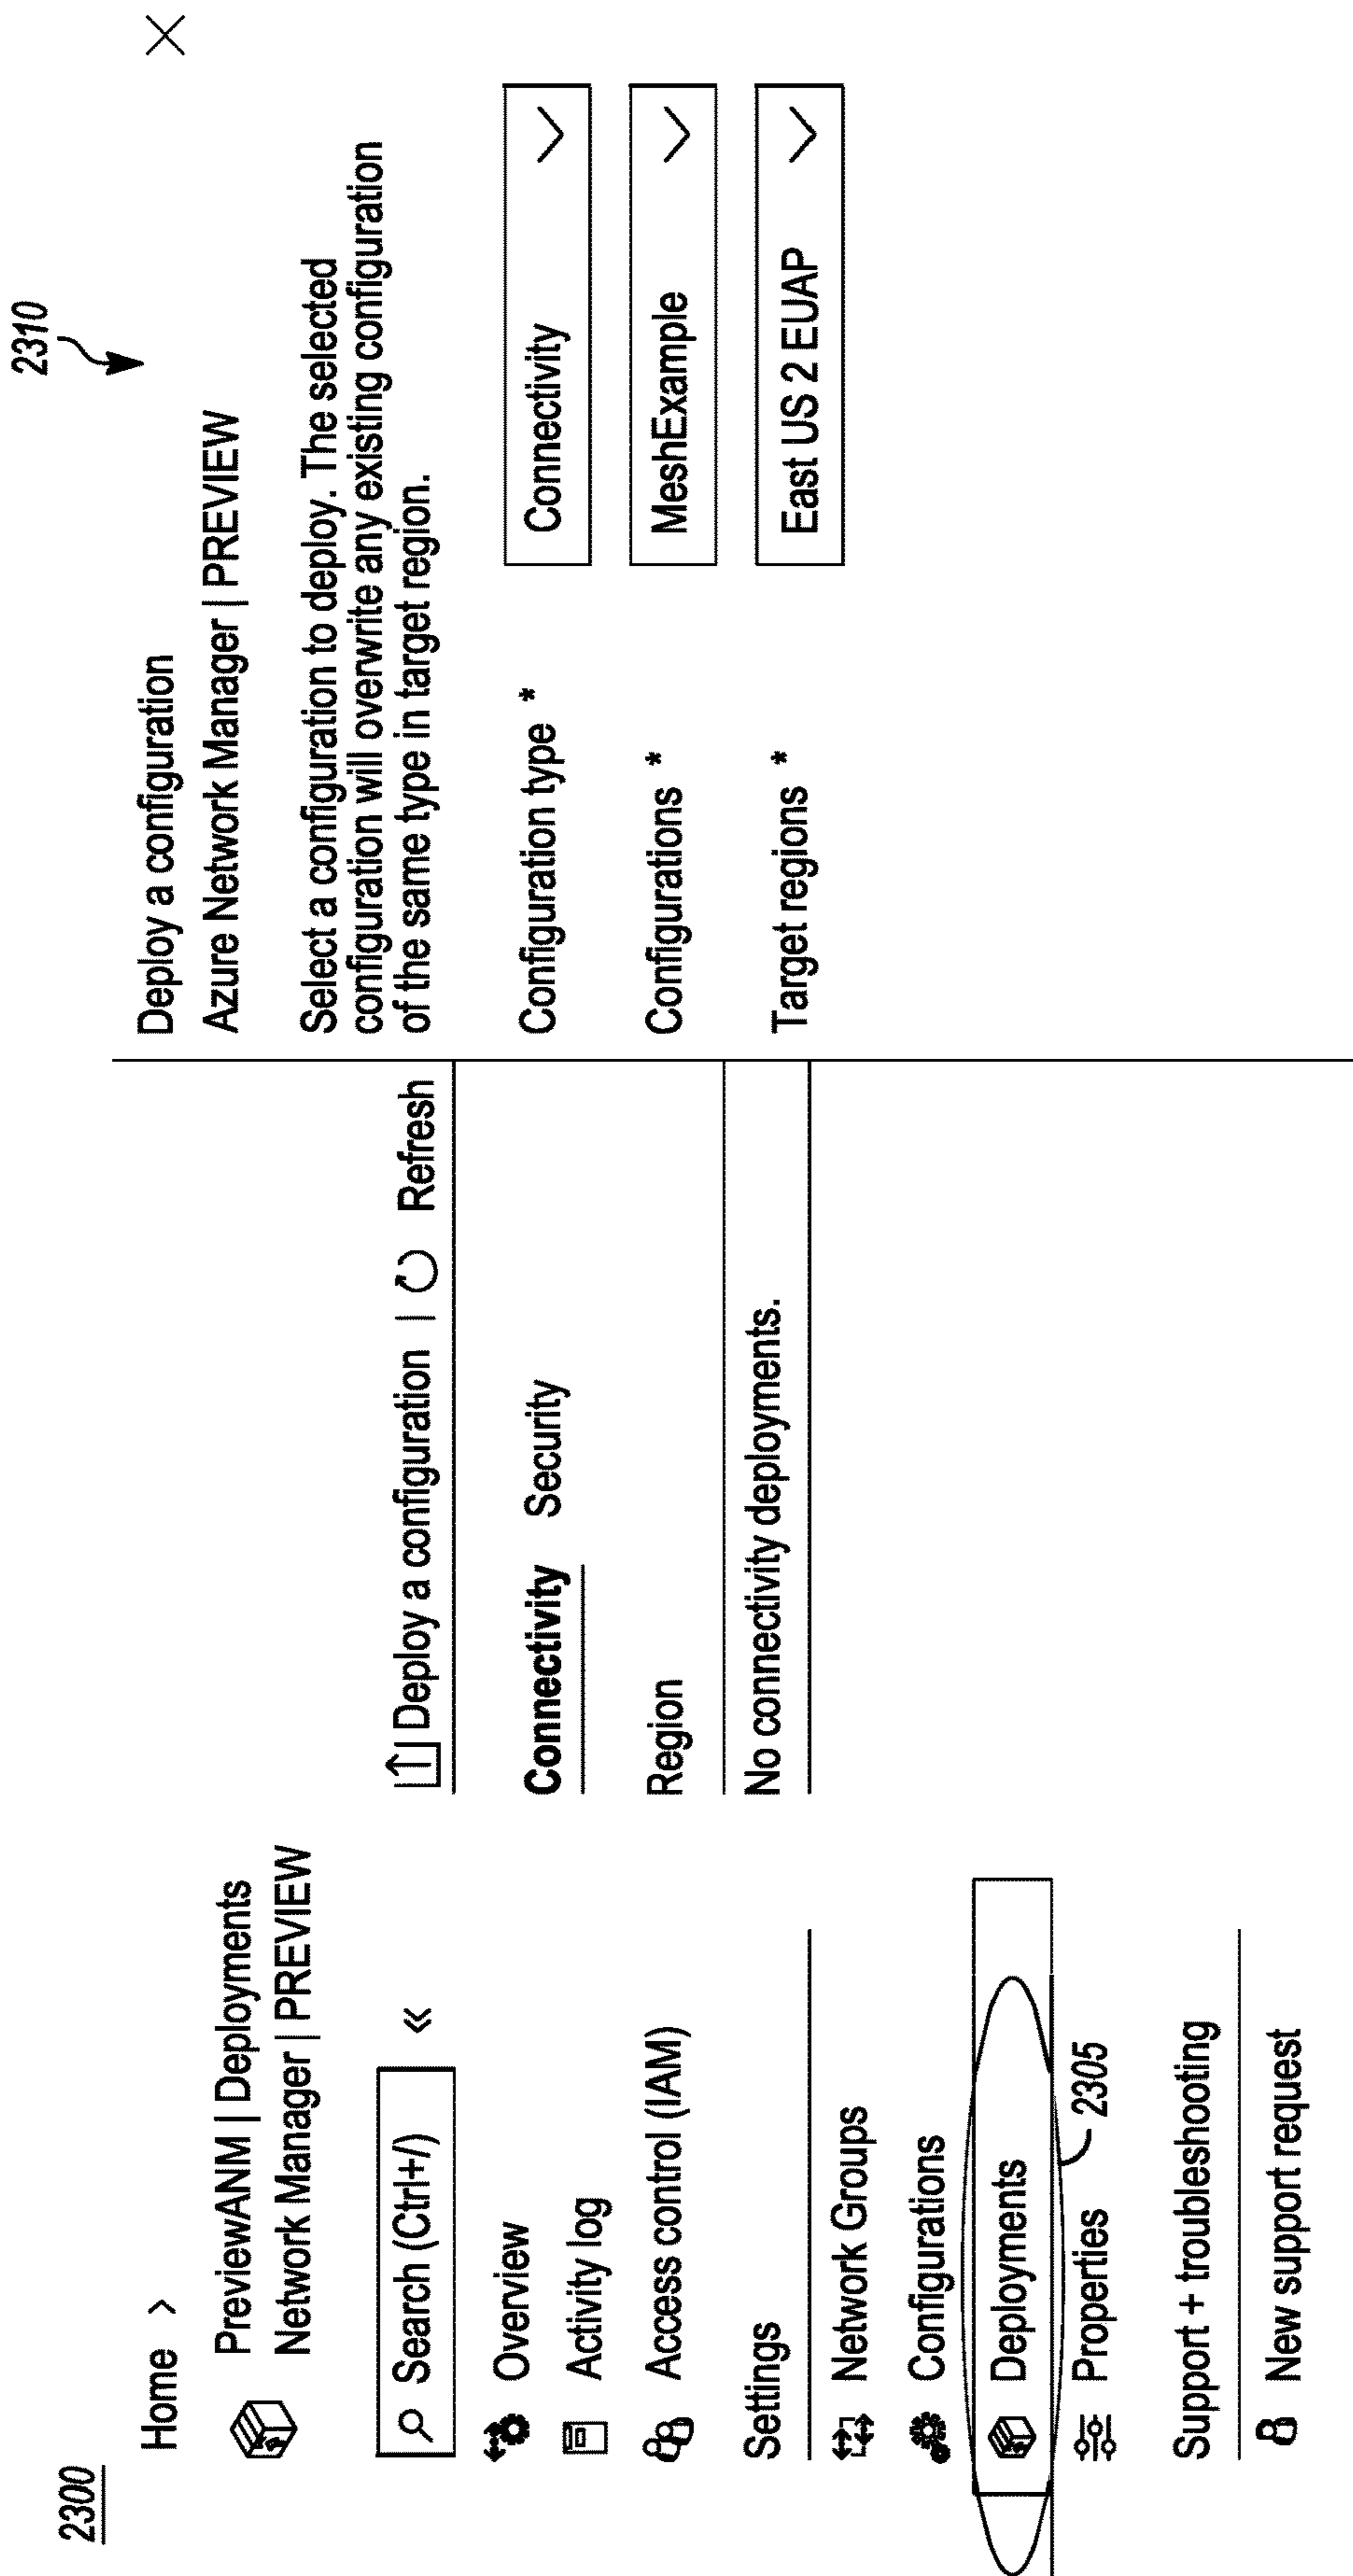 2300
Home >
PreviewANM | Deployments
Network Manager | PREVIEW
Search (Ctrl+/) «
Overview
Activity log
Access control (IAM)
Settings
Network Groups
Configurations
Deployments
2305
Properties
Support + troubleshooting
New support request
Deploy a configuration | Refresh
Connectivity Security
Region
No connectivity deployments.
2310
Deploy a configuration
Azure Network Manager | PREVIEW
Select a configuration to deploy. The selected
configuration will overwrite any existing configuration
of the same type in target region.
Configuration type * Connectivity
Configurations * MeshExample
Target regions * East US 2 EUAP